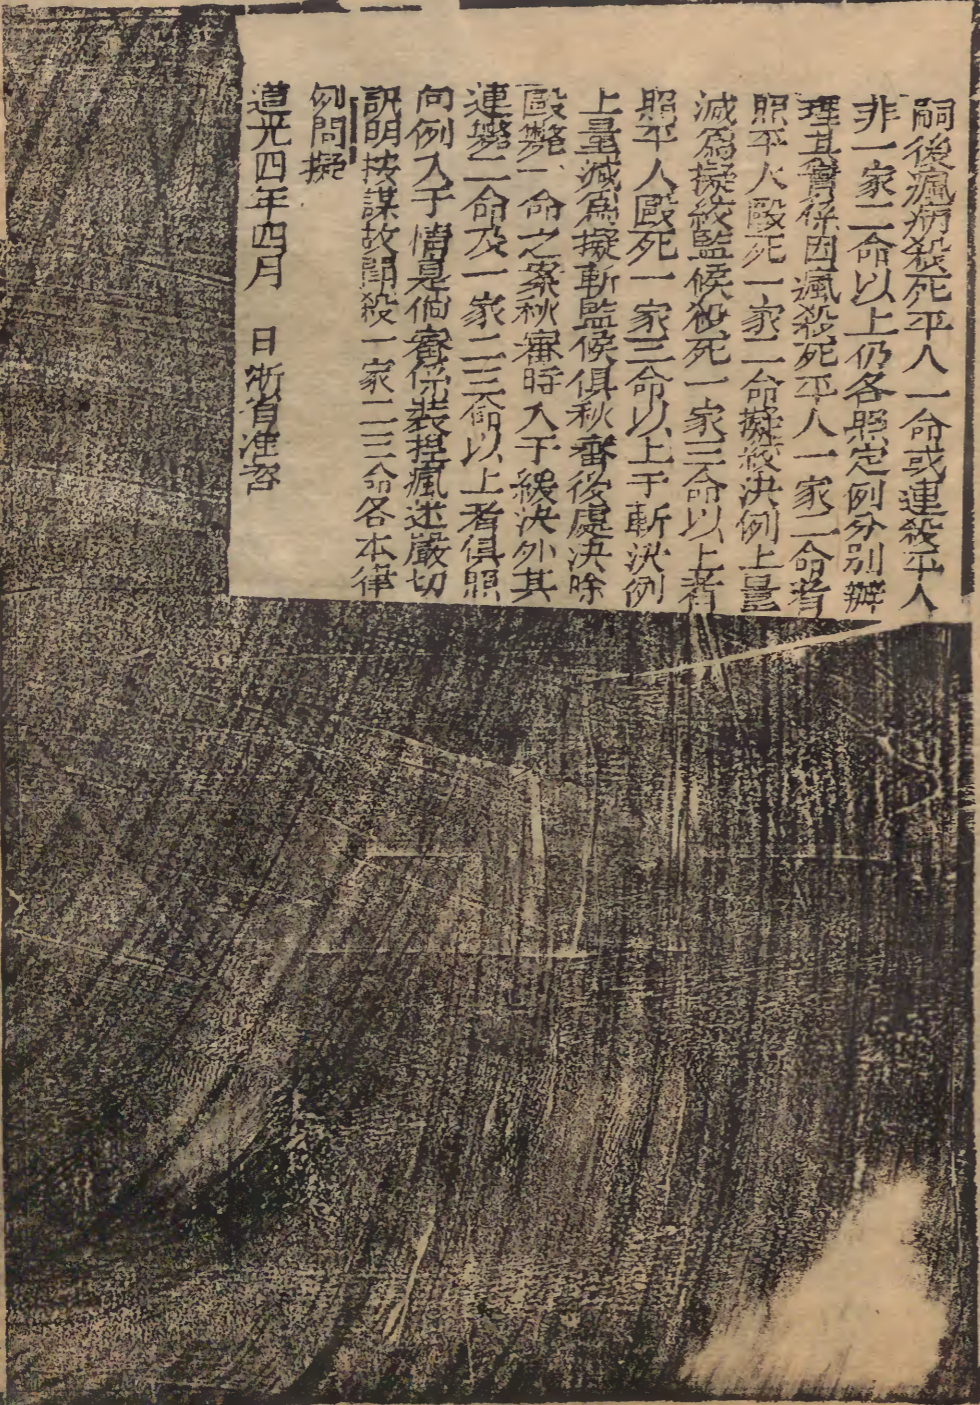 嗣後瘋病殺死平人一命或連殺平人
非一家二命以上仍各照定例分別辦
理其實係因瘋殺死平人一家二命者
照平人毆死一家二命擬絞決例上量
減爲擬絞監候殺死一家三命以上者
照平人毆死一家三命以上于斬決例
上量減爲擬斬監候俱秋審後處決除
毆斃一命之案秋審時入于緩決外其
連斃二命及一家二三命以上者俱照
向例入于情寔倘審係裝捏瘋迷嚴切
訊明按謀故鬪殺一家二三命各本律
例問擬
道光四年四月 日浙省准咨